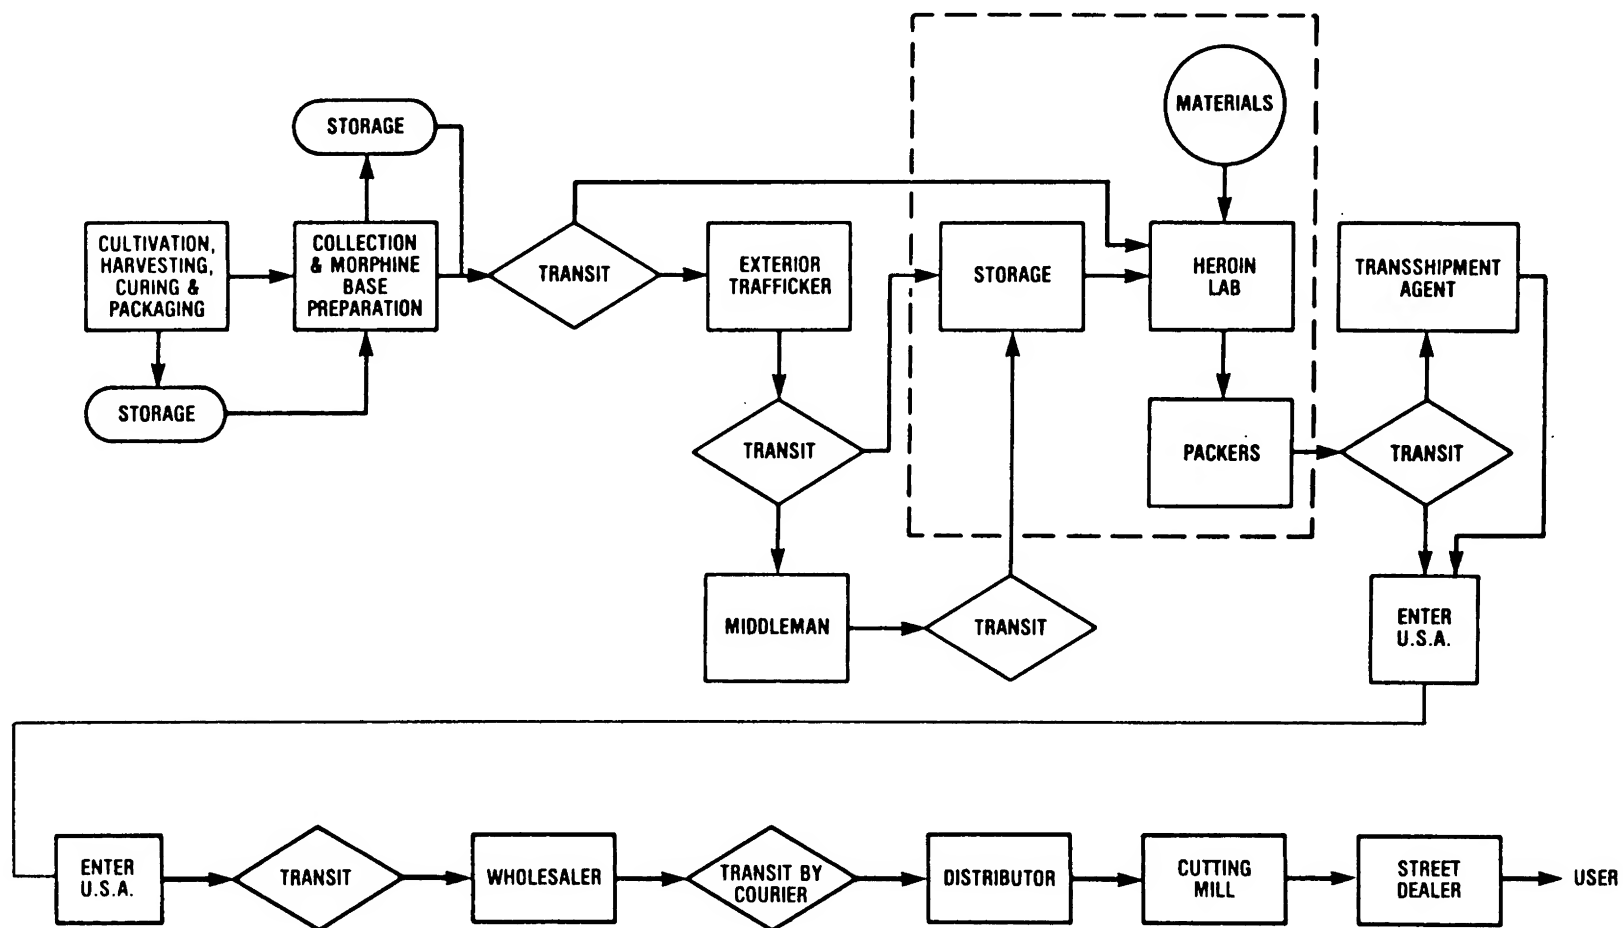 MATERIALS
STORAGE
CULTIVATION,
HARVESTING,
CURING &
PACKAGING
COLLECTION
& MORPHINE
BASE
PREPARATION
TRANSIT
EXTERIOR
TRAFFICKER
STORAGE
HEROIN
LAB
TRANSSHIPMENT
AGENT
STORAGE
TRANSIT
PACKERS
TRANSIT
MIDDLEMAN
TRANSIT
ENTER
U.S.A.
ENTER
U.S.A.
TRANSIT
WHOLESALER
TRANSIT BY
COURIER
DISTRIBUTOR
CUTTING
MILL
STREET
DEALER
USER